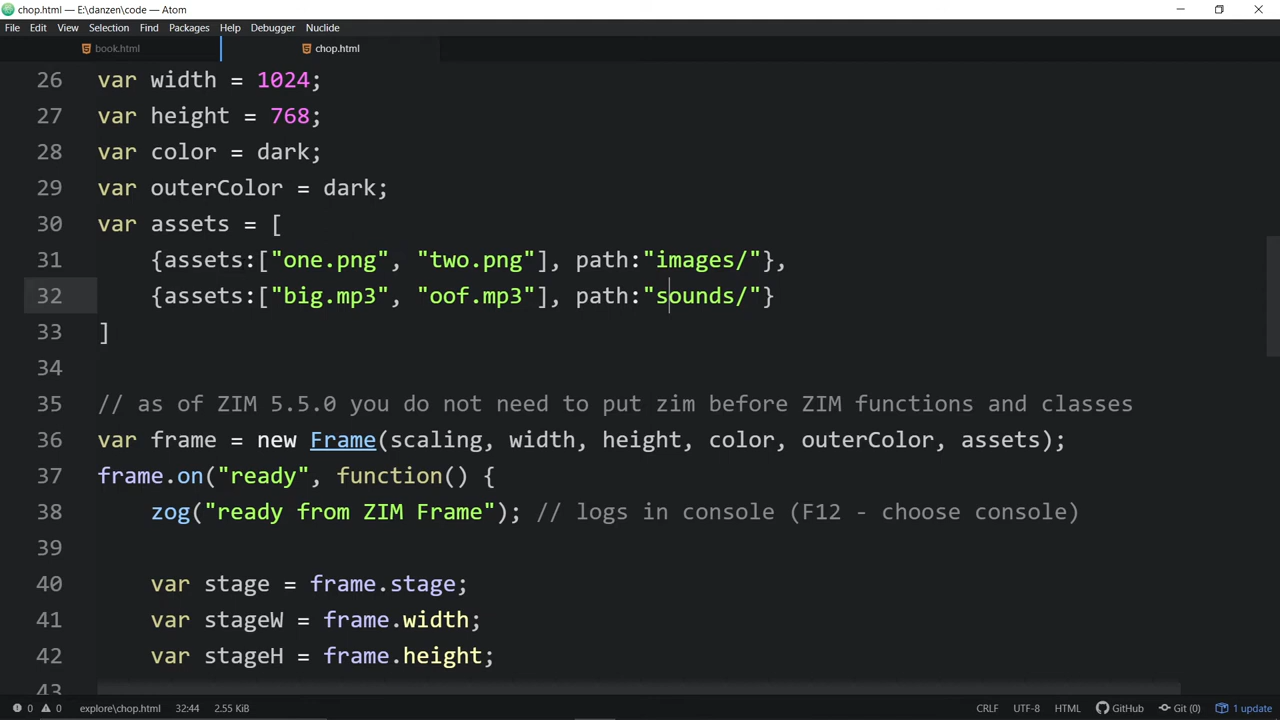 chop.html — E:\danzen\code — Atom
File Edit View Selection Find Packages Help Debugger Nuclide
book.html chop.html
26 var width = 1024;
27 var height = 768;
28 var color = dark;
29 var outerColor = dark;
30 var assets = [
31 {assets:["one.png", "two.png"], path:"images/"},
32 {assets:["big.mp3", "oof.mp3"], path:"sounds/"}
33 ]
34
35 // as of ZIM 5.5.0 you do not need to put zim before ZIM functions and classes
36 var frame = new Frame(scaling, width, height, color, outerColor, assets);
37 frame.on("ready", function() {
38 zog("ready from ZIM Frame"); // logs in console (F12 - choose console)
39
40 var stage = frame.stage;
41 var stageW = frame.width;
42 var stageH = frame.height;
43
0 0 explore\chop.html 32:44 2.55 KiB CRLF UTF-8 HTML GitHub Git (0) 1 update